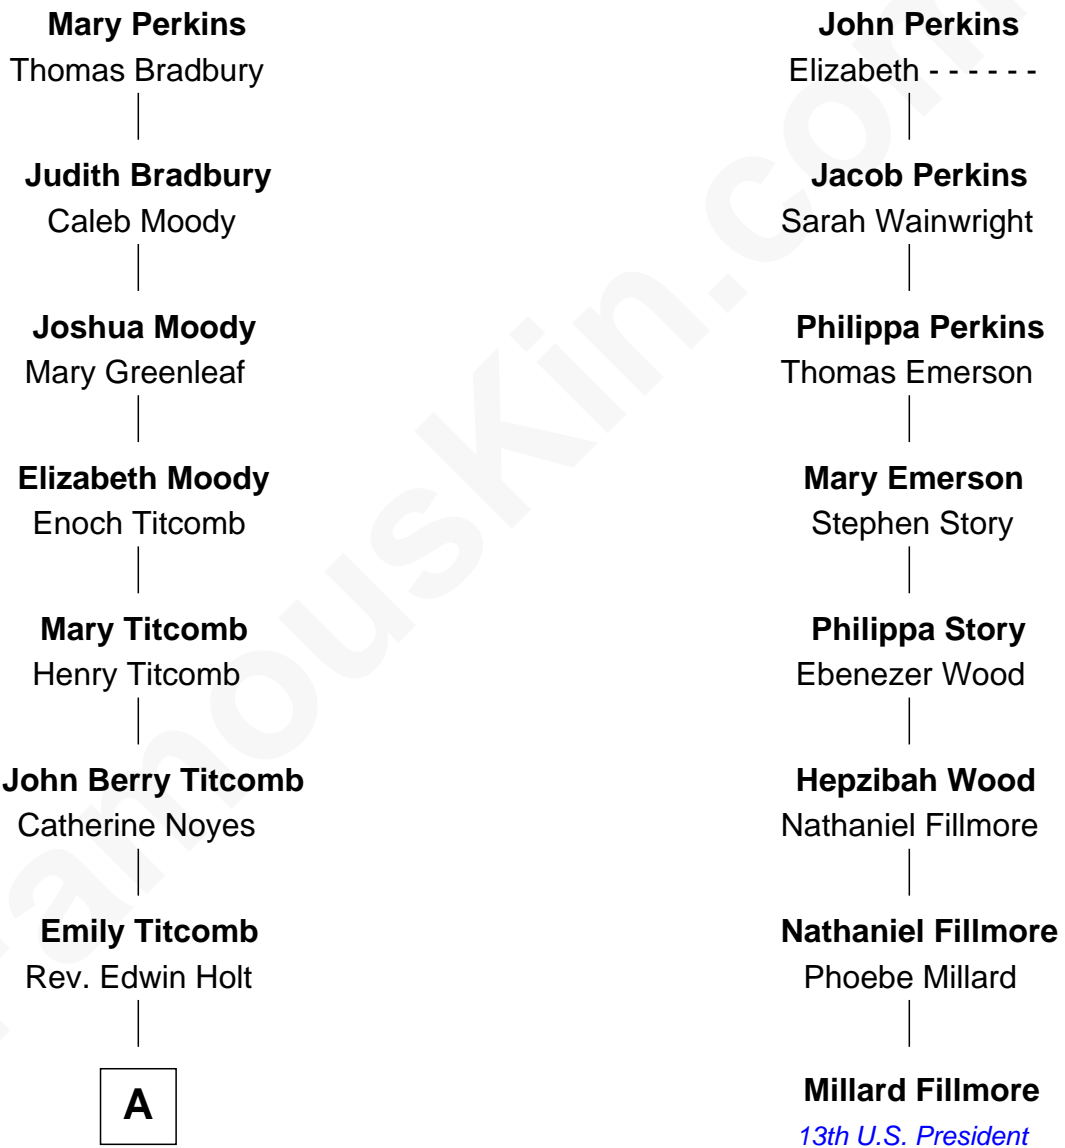 Mary Perkins
Thomas Bradbury
Judith Bradbury
Caleb Moody
Joshua Moody
Mary Greenleaf
Elizabeth Moody
Enoch Titcomb
Mary Titcomb
Henry Titcomb
John Berry Titcomb
Catherine Noyes
Emily Titcomb
Rev. Edwin Holt
A
John Perkins
Elizabeth - - - - - -
Jacob Perkins
Sarah Wainwright
Philippa Perkins
Thomas Emerson
Mary Emerson
Stephen Story
Philippa Story
Ebenezer Wood
Hepzibah Wood
Nathaniel Fillmore
Nathaniel Fillmore
Phoebe Millard
Millard Fillmore
13th U.S. President
FamousKin.com